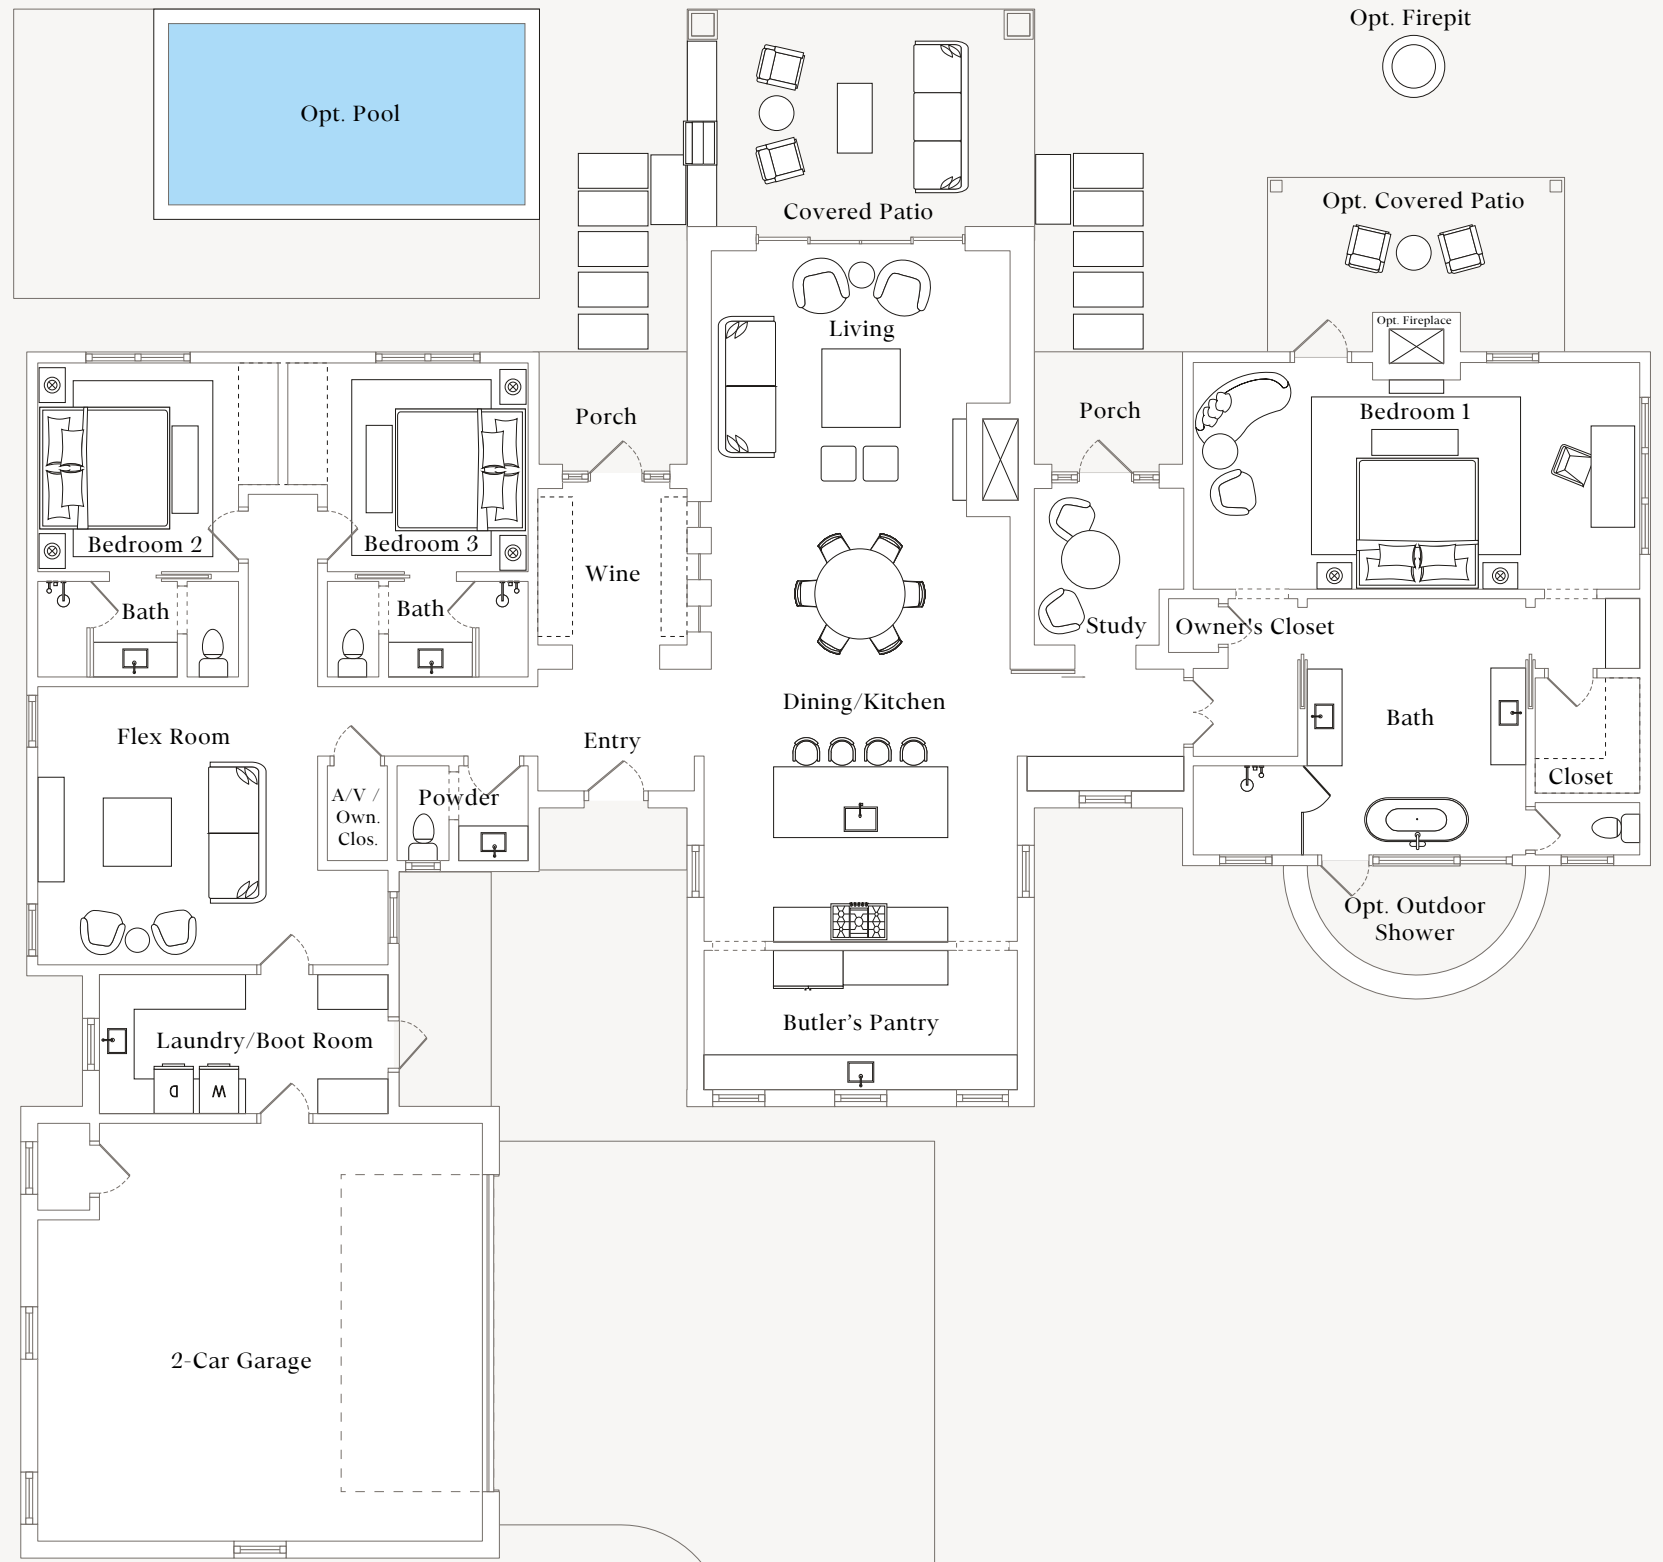 Opt. Firepit
Opt. Pool
Covered Patio
Opt. Covered Patio
Opt. Fireplace
Living
Porch
Porch
Bedroom 1
Bedroom 2
Bedroom 3
Wine
Bath
Bath
Study
Owner's Closet
Dining/Kitchen
Bath
Flex Room
Entry
Closet
A/V /
Own.
Clos.
Powder
Opt. Outdoor
Shower
Butler's Pantry
Laundry/Boot Room
D
W
2-Car Garage